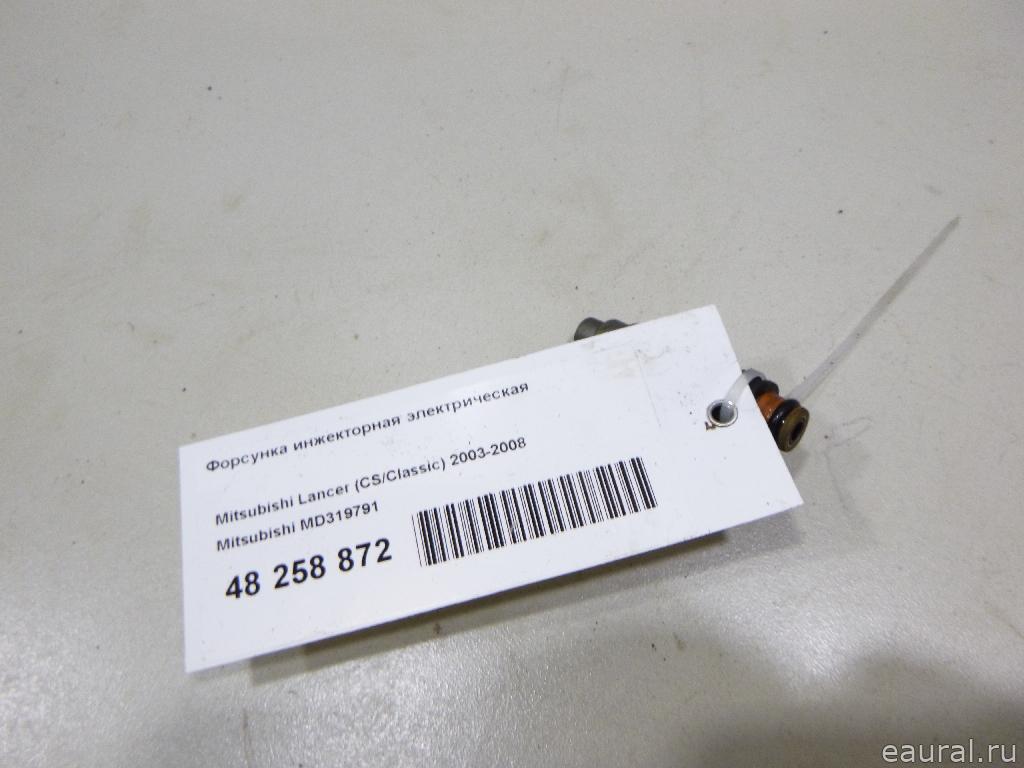 Форсунка инжекторная электрическая
Mitsubishi Lancer (CS/Classic) 2003-2008
Mitsubishi MD319791
48 258 872
eaural.ru